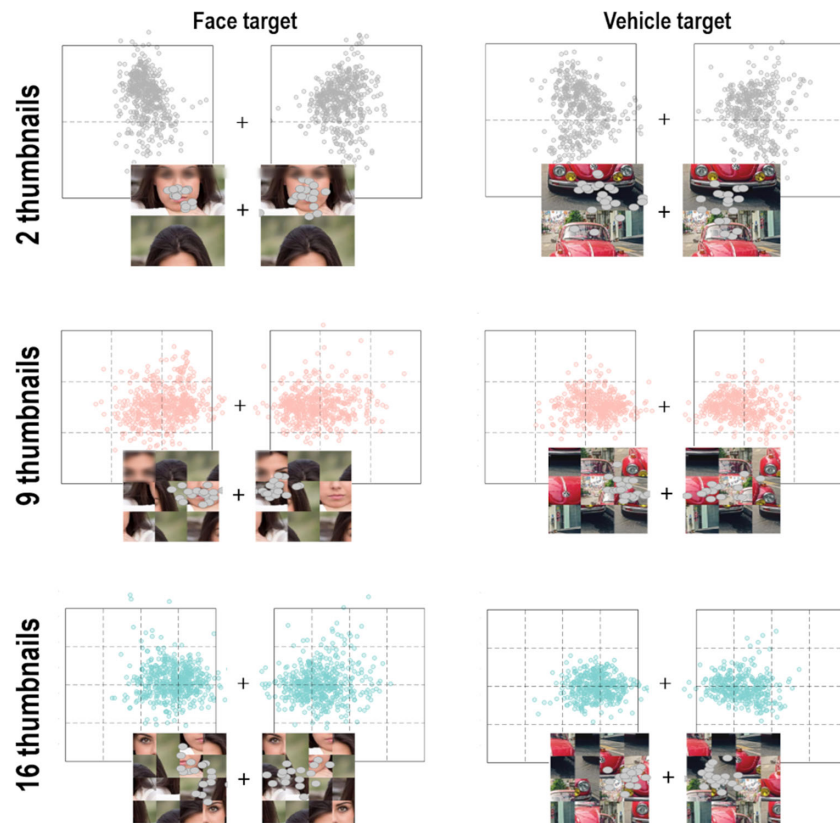 Face target
Vehicle target
2 thumbnails
9 thumbnails
16 thumbnails